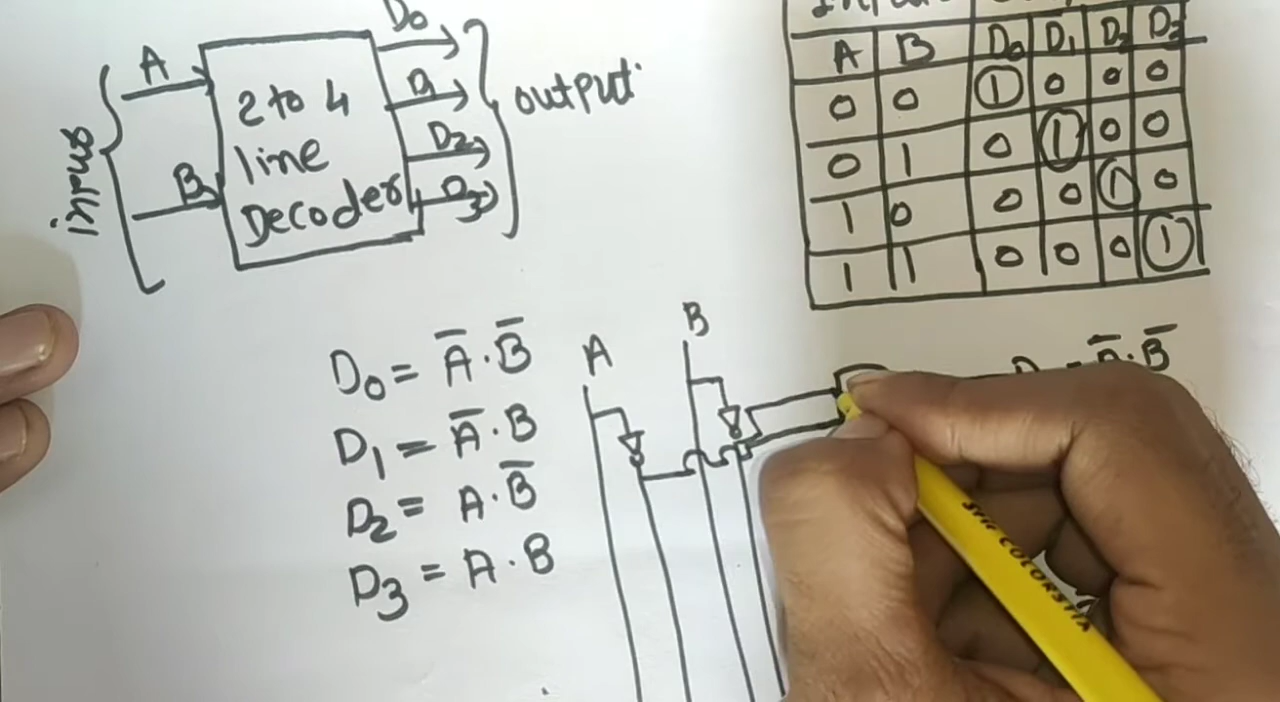 A
B
inputs
2 to 4
line
Decoder
D0
D2
D3
output
A B D0 D1 D2 D3
0 0 1 0 0 0
0 1 0 1 0 0
1 0 0 0 1 0
1 1 0 0 0 1
D0 = A̅ . B̅
D1 = A̅ . B
D2 = A . B̅
D3 = A . B
A
B
= A̅ . B̅
COLORSTIX